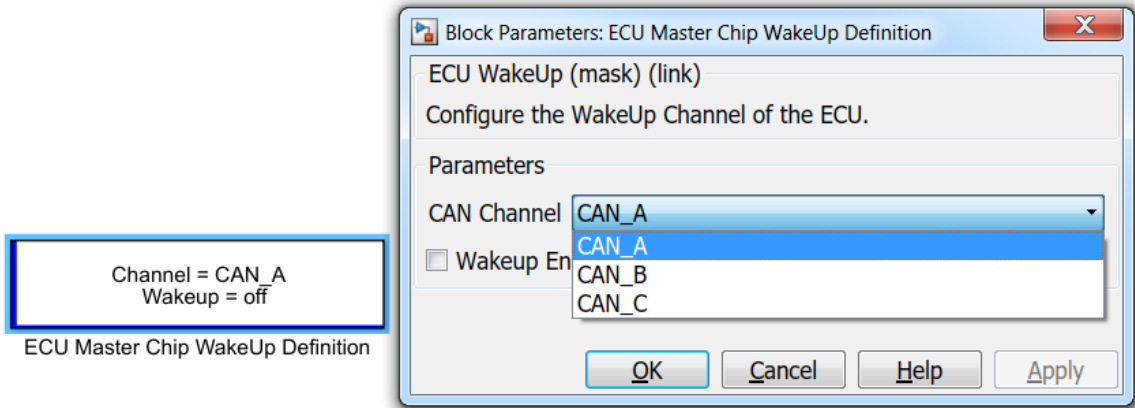 Block Parameters: ECU Master Chip WakeUp Definition
ECU WakeUp (mask) (link)
Configure the WakeUp Channel of the ECU.
Parameters
CAN Channel CAN_A
CAN_A
Wakeup En
CAN_B
CAN_C
Channel = CAN_A
Wakeup = off
ECU Master Chip WakeUp Definition
OK Cancel Help Apply